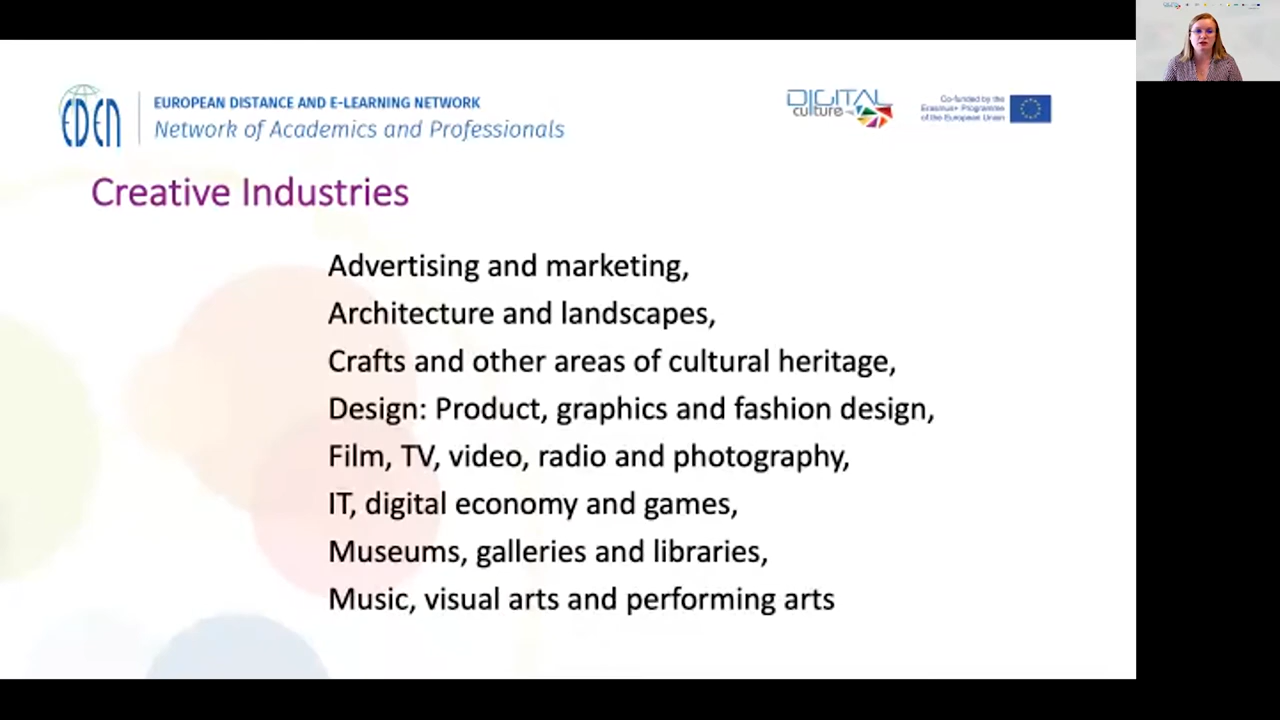 EDEN
EUROPEAN DISTANCE AND E-LEARNING NETWORK
Network of Academics and Professionals
DIGITAL
culture
Co-funded by the
Erasmus+ Programme
of the European Union
Creative Industries
Advertising and marketing,
Architecture and landscapes,
Crafts and other areas of cultural heritage,
Design: Product, graphics and fashion design,
Film, TV, video, radio and photography,
IT, digital economy and games,
Museums, galleries and libraries,
Music, visual arts and performing arts